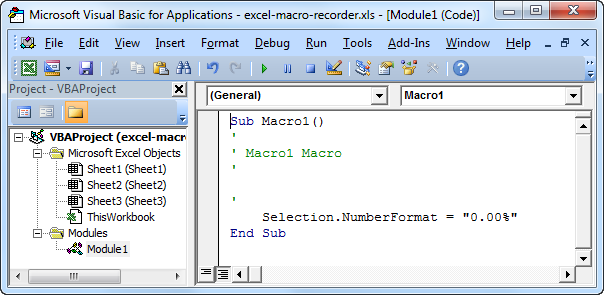 Microsoft Visual Basic for Applications - excel-macro-recorder.xls - [Module1 (Code)]
File Edit View Insert Format Debug Run Tools Add-Ins Window Help
Project - VBAProject
(General) Macro1
VBAProject (excel-mac
Microsoft Excel Objects
Sheet1 (Sheet1)
Sheet2 (Sheet2)
Sheet3 (Sheet3)
ThisWorkbook
Modules
Module1
Sub Macro1()
'
' Macro1 Macro
'
'
Selection.NumberFormat = "0.00%"
End Sub